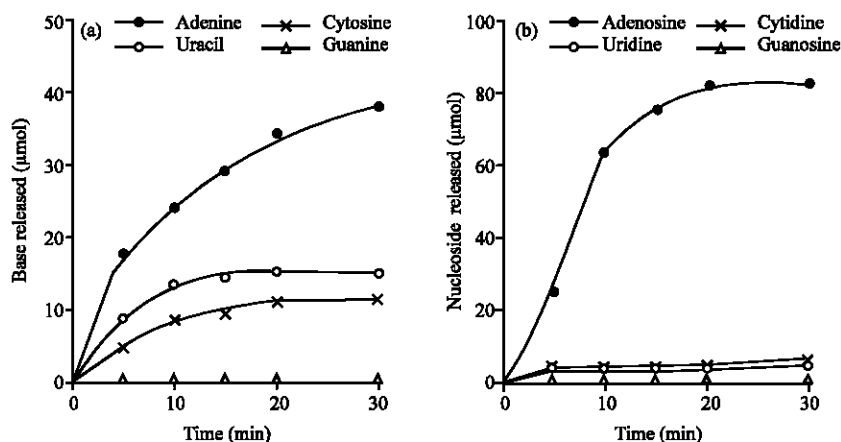 (a)
Adenine
Cytosine
Uracil
Guanine
Base released (μmol)
50
40
30
20
10
0
0
10
20
30
Time (min)
(b)
Adenosine
Cytidine
Uridine
Guanosine
Nucleoside released (μmol)
100
80
60
40
20
0
0
10
20
30
Time (min)